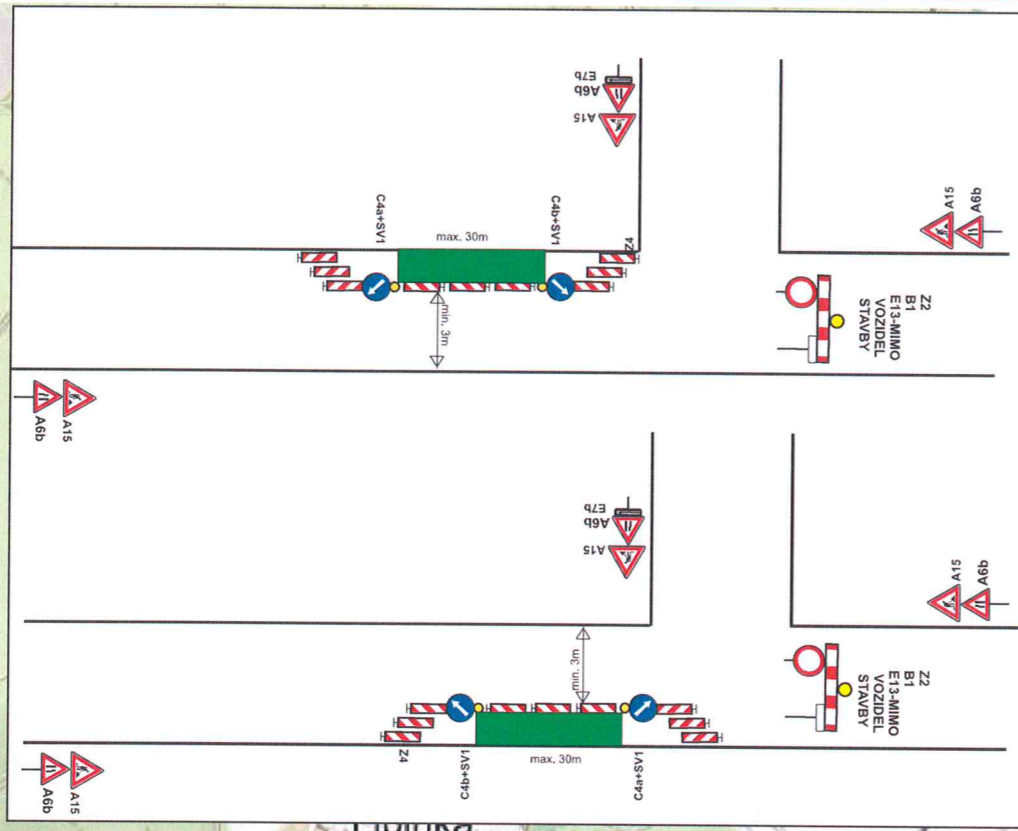 E7b
A6b
A15
C4a+SV1
max. 30m
C4b+SV1
Z4
min. 3m
A15
A6b
Z2
B1
E13-MIMO
VOZIDEL
STAVBY
A15
A6b
E7b
A6b
A15
A15
A6b
min. 3m
Z2
B1
E13-MIMO
VOZIDEL
STAVBY
Z4
C4b+SV1
max. 30m
C4a+SV1
A15
A6b